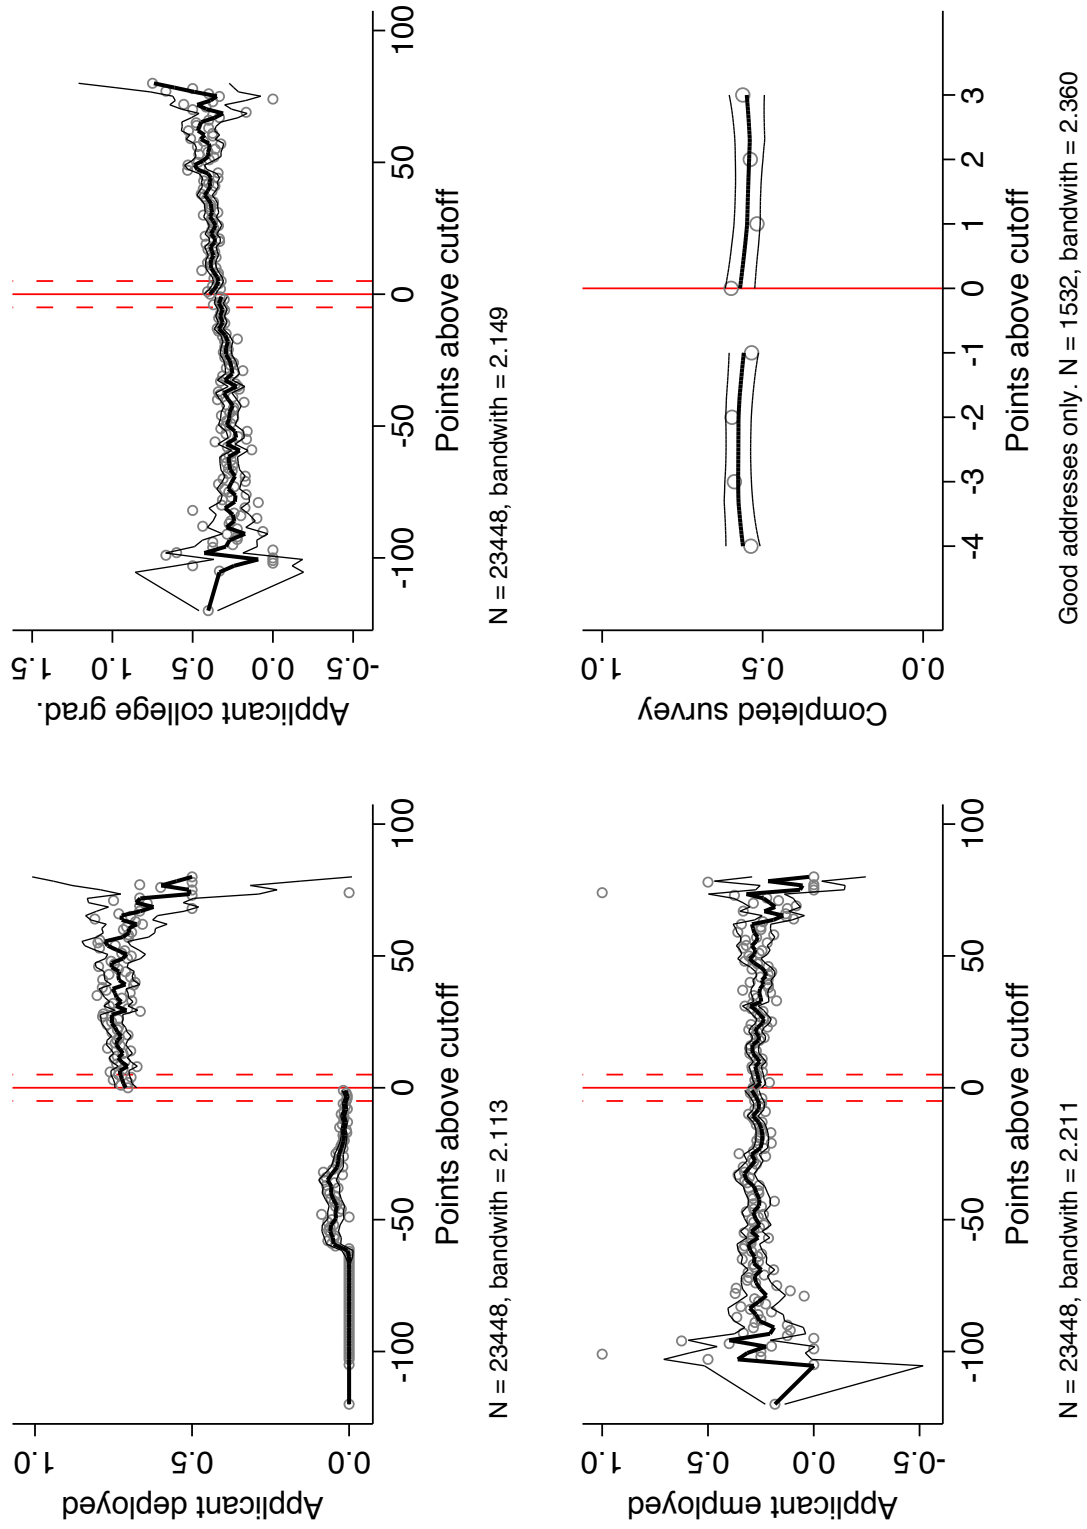 Applicant deployed
1.0
0.5
0.0
-100 -50 0 50 100
Points above cutoff
N = 23448, bandwith = 2.113
Applicant college grad.
1.5
1.0
0.5
0.0
-0.5
-100 -50 0 50 100
Points above cutoff
N = 23448, bandwith = 2.149
Applicant employed
1.0
0.5
0.0
-0.5
-100 -50 0 50 100
Points above cutoff
N = 23448, bandwith = 2.211
Completed survey
1.0
0.5
0.0
-4 -3 -2 -1 0 1 2 3
Points above cutoff
Good addresses only. N = 1532, bandwith = 2.360